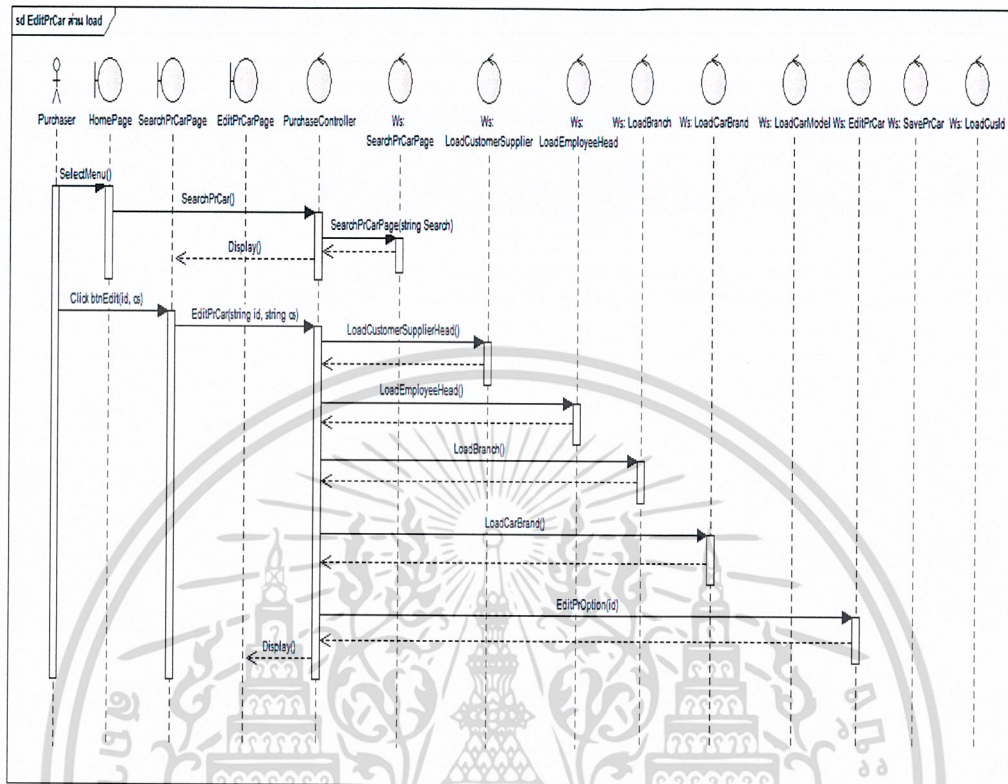 sd EditPrCar ส่วน load
Purchaser
HomePage
SearchPrCarPage
EditPrCarPage
PurchaseController
Ws:
SearchPrCarPage
Ws:
LoadCustomerSupplier
Ws:
LoadEmployeeHead
Ws: LoadBranch
Ws: LoadCarBrand
Ws: LoadCarModel
Ws: EditPrCar
Ws: SavePrCar
Ws: LoadCusId
SelectMenu()
SearchPrCar()
SearchPrCarPage(string Search)
Display()
Click btnEdit(id, cs)
EditPrCar(string id, string cs)
LoadCustomerSupplierHead()
LoadEmployeeHead()
LoadBranch()
LoadCarBrand()
EditPrOption(id)
Display()